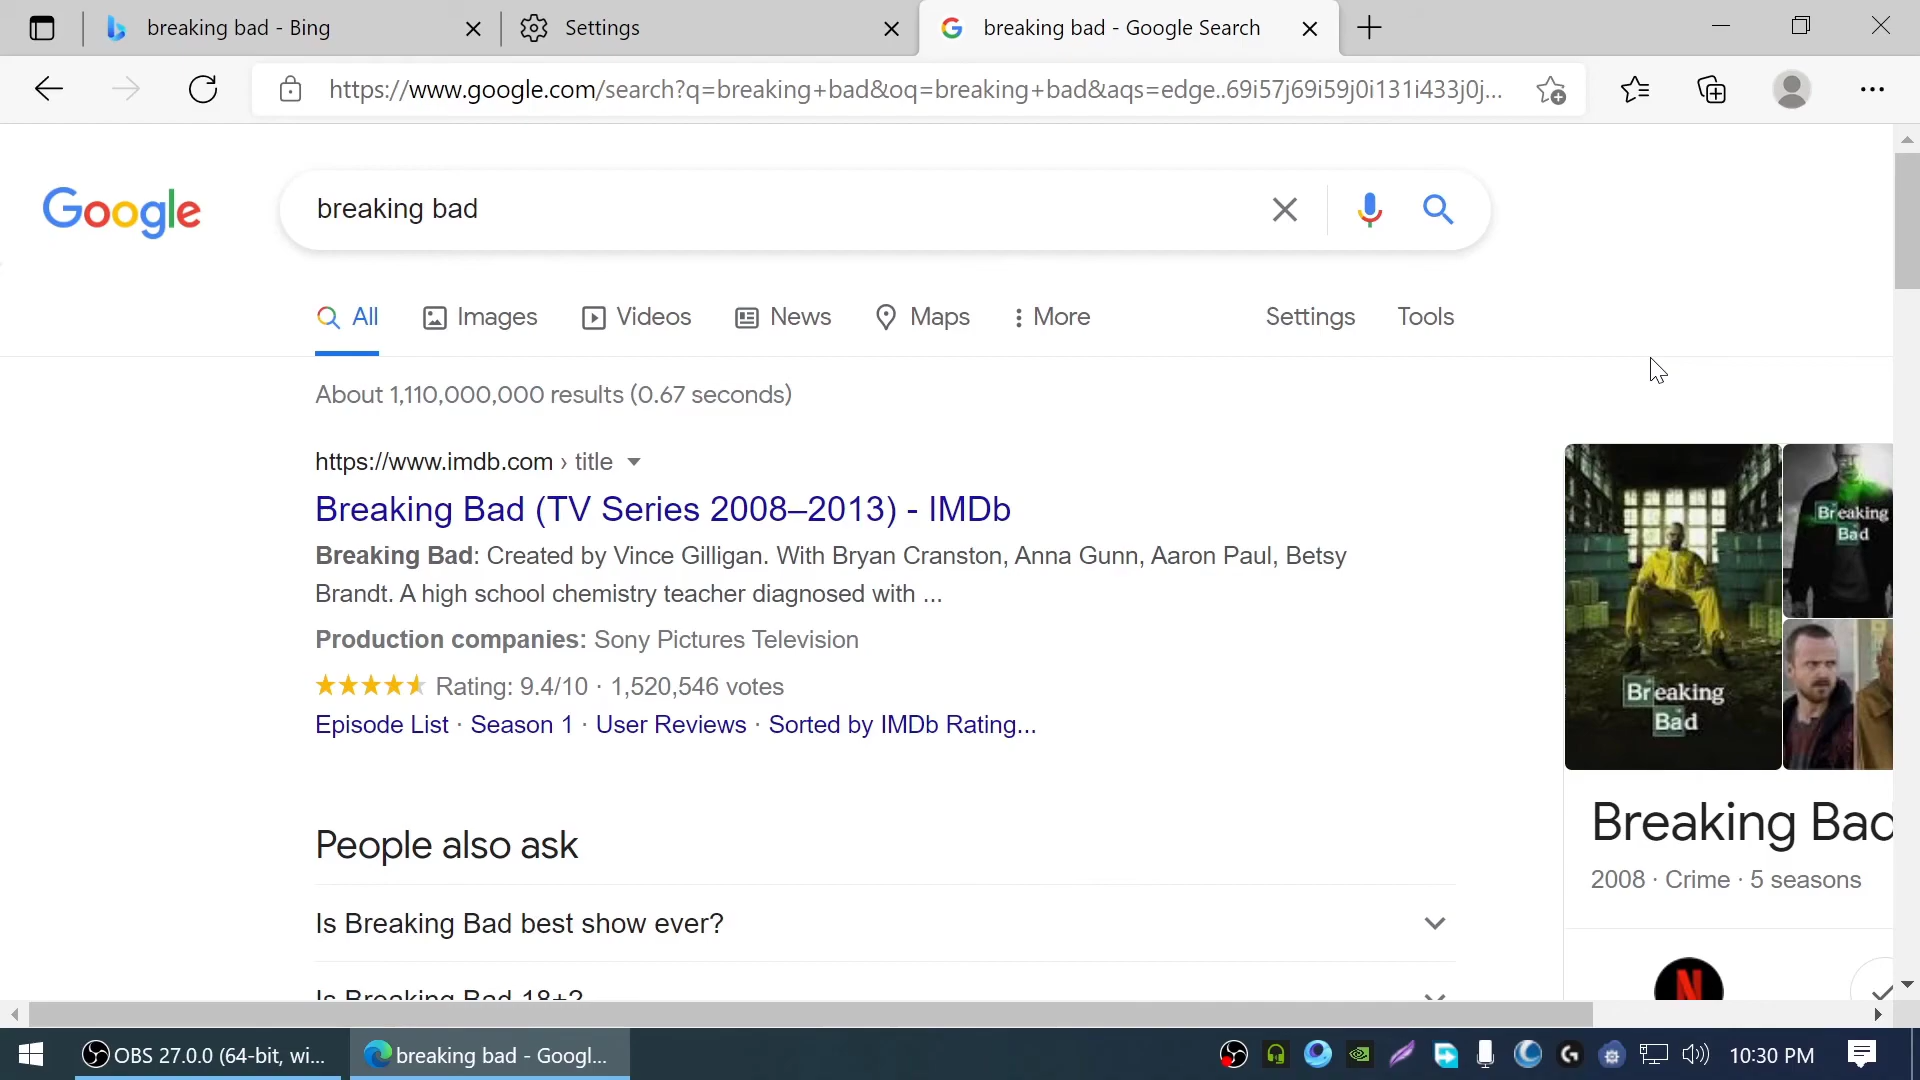 breaking bad - Bing
Settings
breaking bad - Google Search
https://www.google.com/search?q=breaking+bad&oq=breaking+bad&aqs=edge..69i57j69i59j0i131i433j0j...
Google
breaking bad
All
Images
Videos
News
Maps
More
Settings
Tools
About 1,110,000,000 results (0.67 seconds)
https://www.imdb.com › title
Breaking Bad (TV Series 2008–2013) - IMDb
Breaking Bad: Created by Vince Gilligan. With Bryan Cranston, Anna Gunn, Aaron Paul, Betsy
Brandt. A high school chemistry teacher diagnosed with ...
Production companies: Sony Pictures Television
Rating: 9.4/10 · 1,520,546 votes
Episode List · Season 1 · User Reviews · Sorted by IMDb Rating...
People also ask
Is Breaking Bad best show ever?
Is Breaking Bad 18+?
Breaking
Bad
Breaking
Bad
Breaking Bad
2008 · Crime · 5 seasons
N
OBS 27.0.0 (64-bit, wi...
breaking bad - Googl...
10:30 PM